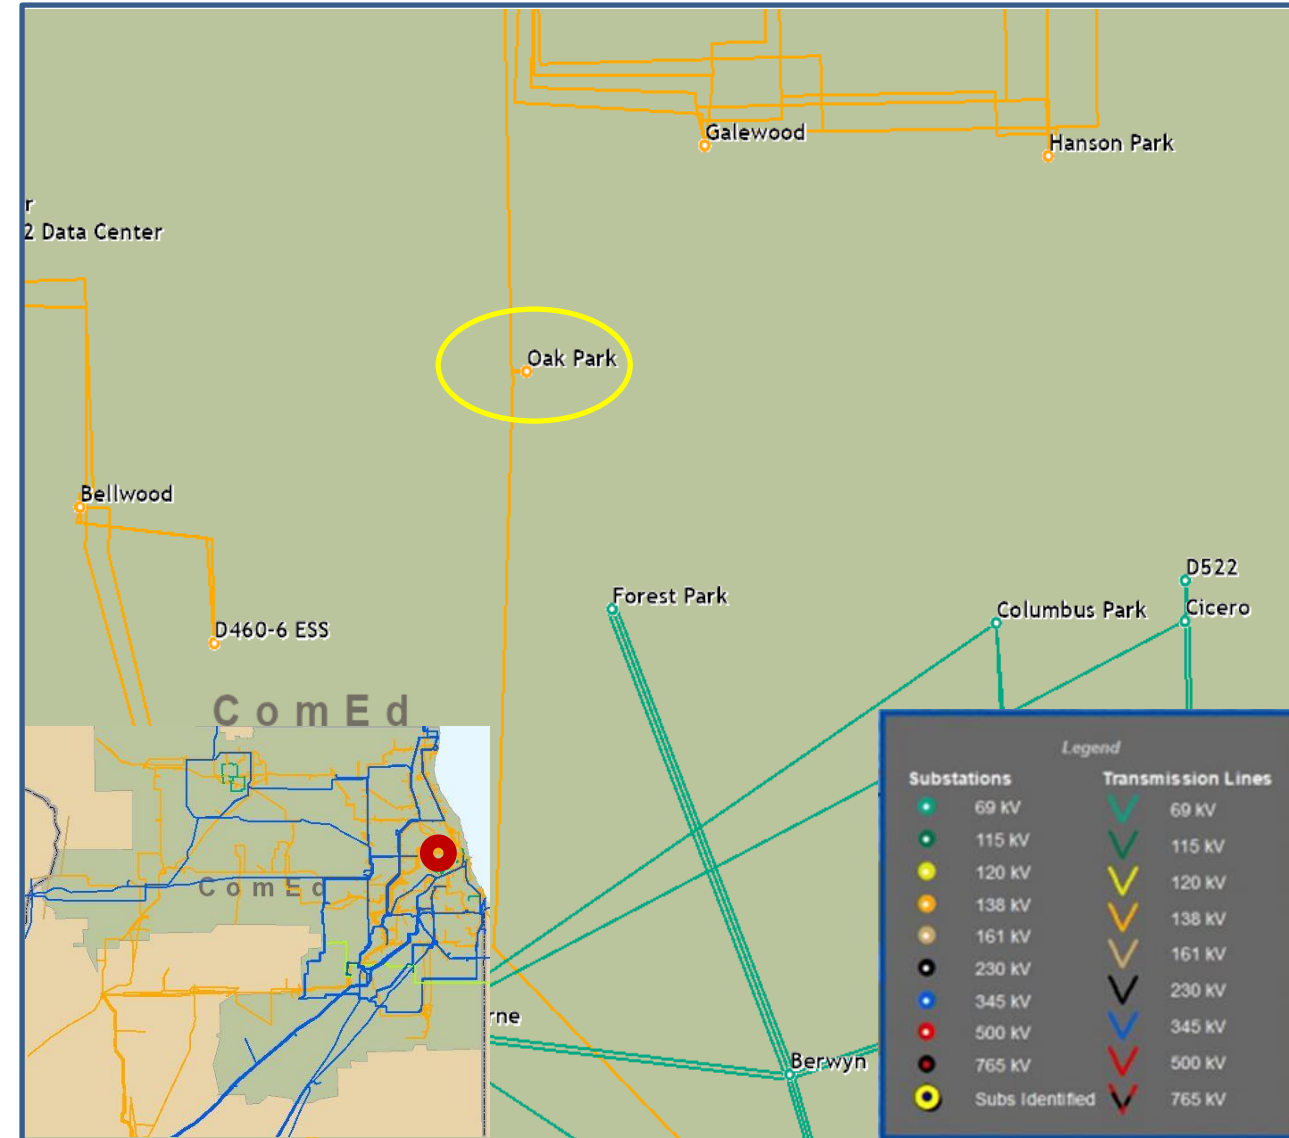 Galewood
Hanson Park
r
2 Data Center
Oak Park
Bellwood
D522
Forest Park
Columbus Park
Cicero
D460-6 ESS
ComEd
ComEd
rne
Berwyn
Legend
Substations
69 kV
115 kV
120 kV
138 kV
161 kV
230 kV
345 kV
500 kV
765 kV
Subs Identified
Transmission Lines
69 kV
115 kV
120 kV
138 kV
161 kV
230 kV
345 kV
500 kV
765 kV